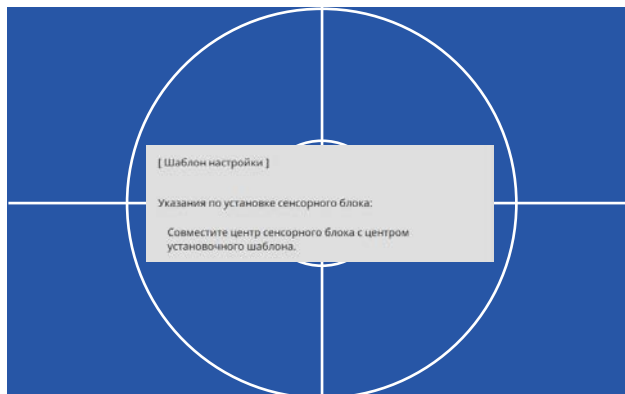 [ Шаблон настройки ]
Указания по установке сенсорного блока:
Совместите центр сенсорного блока с центром
установочного шаблона.